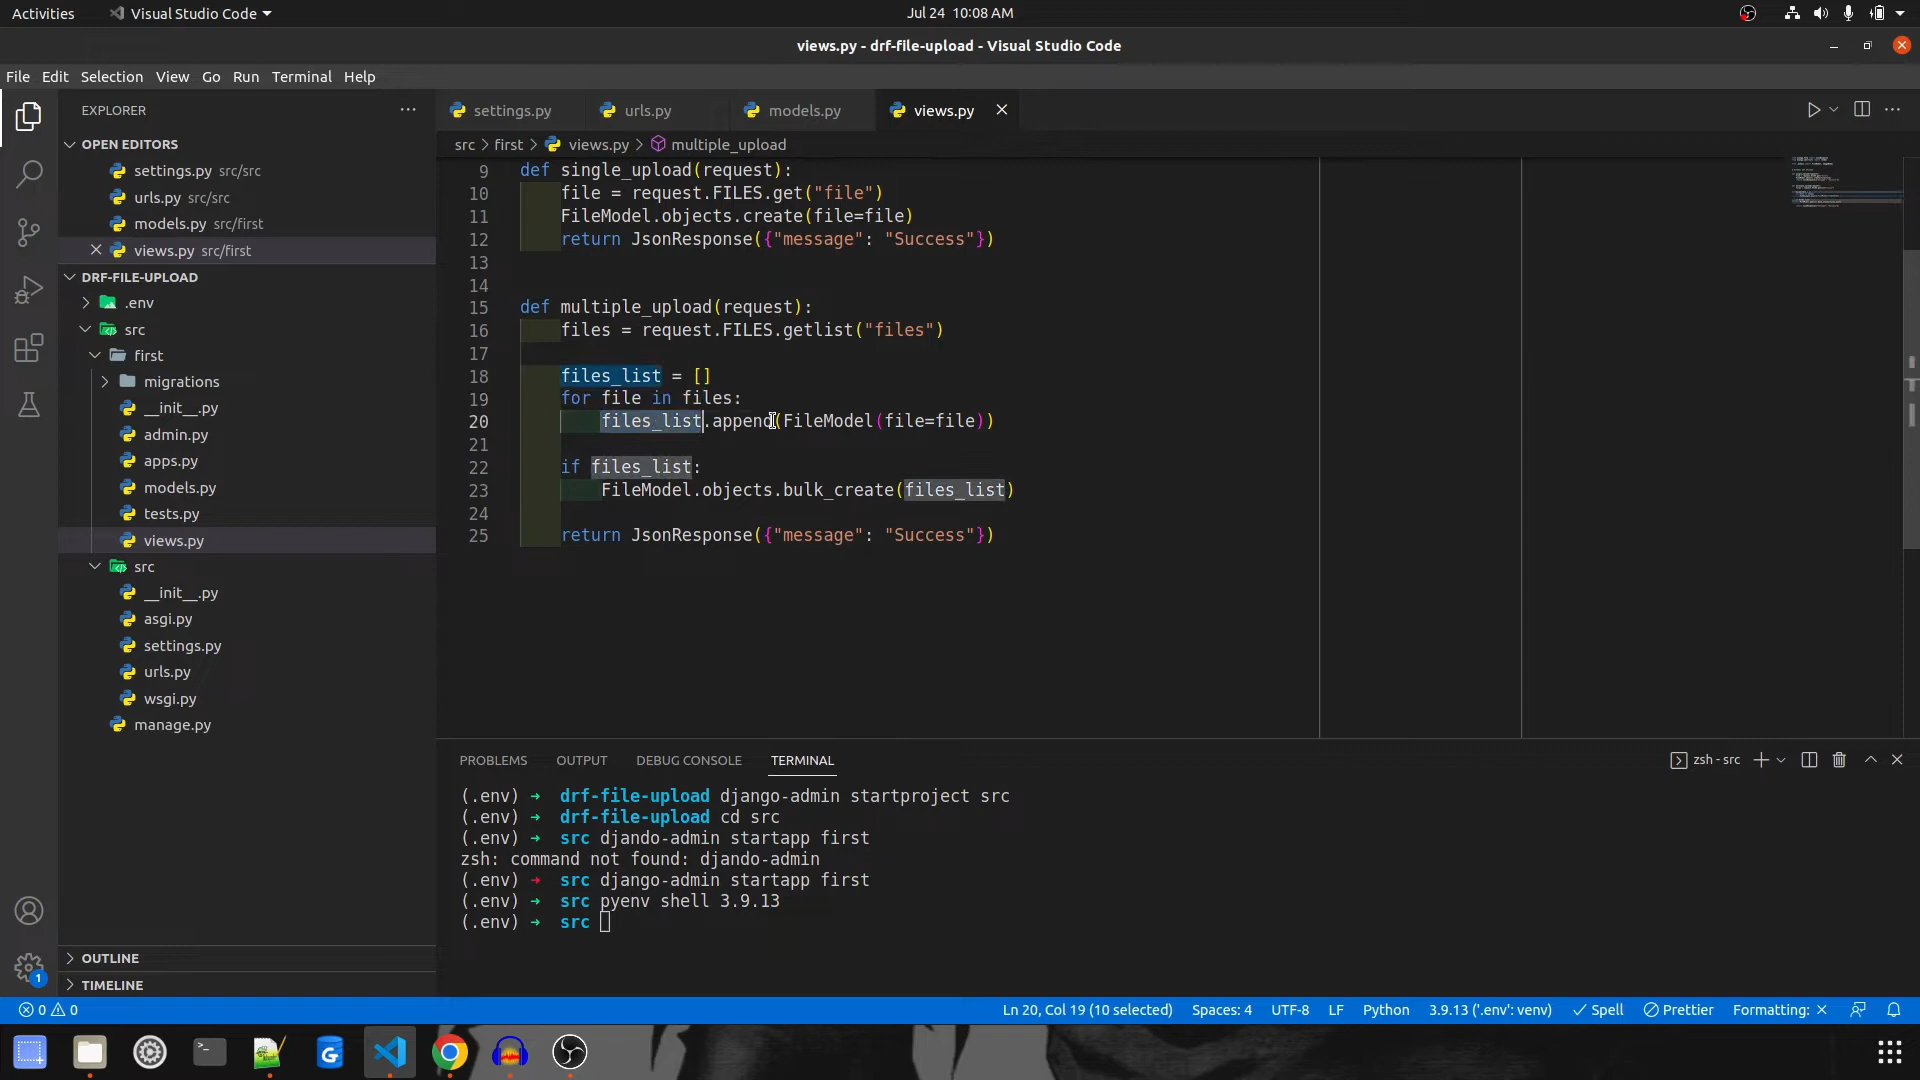 Activities
Visual Studio Code
Jul 24 10:08 AM
views.py - drf-file-upload - Visual Studio Code
File Edit Selection View Go Run Terminal Help
EXPLORER
settings.py
urls.py
models.py
views.py
src > first > views.py > multiple_upload
OPEN EDITORS
settings.py src/src
urls.py src/src
models.py src/first
views.py src/first
DRF-FILE-UPLOAD
.env
src
first
migrations
__init__.py
admin.py
apps.py
models.py
tests.py
views.py
src
__init__.py
asgi.py
settings.py
urls.py
wsgi.py
manage.py
OUTLINE
TIMELINE
9 def single_upload(request):
10 file = request.FILES.get("file")
11 FileModel.objects.create(file=file)
12 return JsonResponse({"message": "Success"})
13
14
15 def multiple_upload(request):
16 files = request.FILES.getlist("files")
17
18 files_list = []
19 for file in files:
20 files_list.append(FileModel(file=file))
21
22 if files_list:
23 FileModel.objects.bulk_create(files_list)
24
25 return JsonResponse({"message": "Success"})
PROBLEMS OUTPUT DEBUG CONSOLE TERMINAL
zsh - src
(.env) → drf-file-upload django-admin startproject src
(.env) → drf-file-upload cd src
(.env) → src djando-admin startapp first
zsh: command not found: djando-admin
(.env) → src django-admin startapp first
(.env) → src pyenv shell 3.9.13
(.env) → src
1
0 0
Ln 20, Col 19 (10 selected) Spaces: 4 UTF-8 LF Python 3.9.13 ('.env': venv) Spell Prettier Formatting: ×